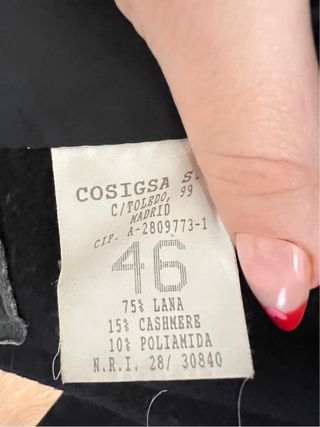 COSIGSA S.
C/TOLEDO, 99
MADRID
CIF. A-2809773-1
46
75% LANA
15% CASHMERE
10% POLIAMIDA
N.R.I. 28/ 30840